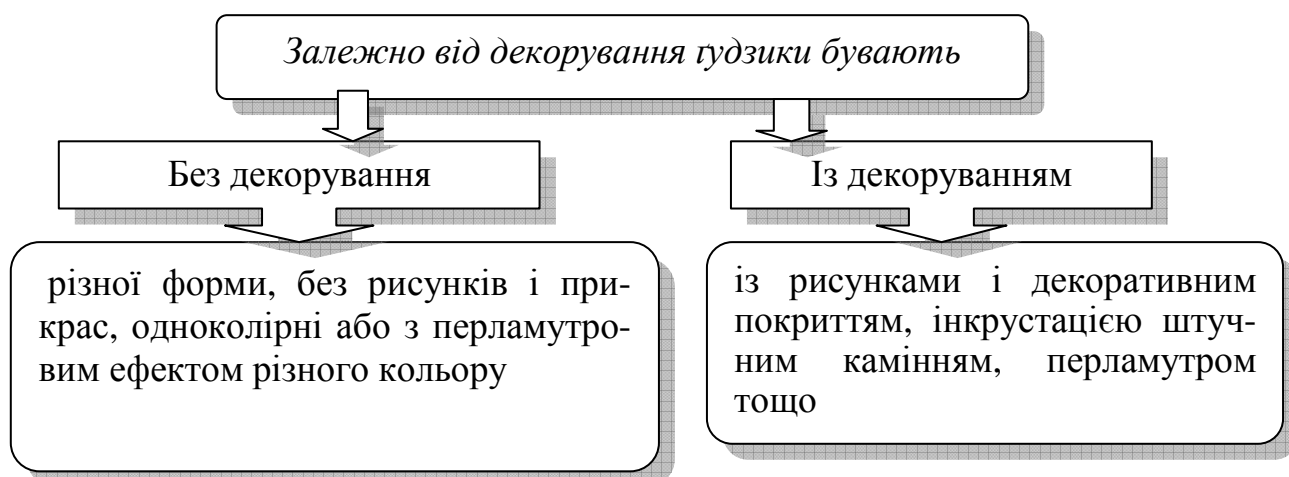 Залежно від декорування ґудзики бувають
Без декорування
Із декоруванням
різної форми, без рисунків і при-
крас, одноколірні або з перламутро-
вим ефектом різного кольору
із рисунками і декоративним
покриттям, інкрустацією штуч-
ним камінням, перламутром
тощо